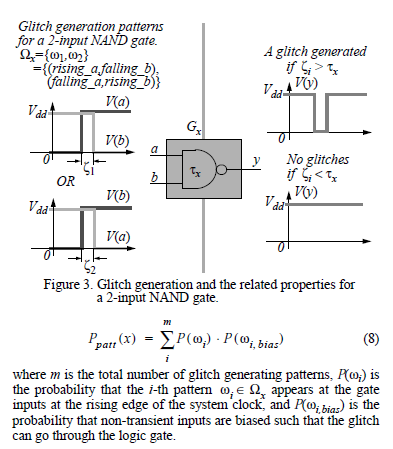 Glitch generation patterns
for a 2-input NAND gate.
Ωx={ω1,ω2}
={(rising_a,falling_b),
(falling_a,rising_b)}
Vdd
V(a)
V(b)
0
ζ1
OR
Vdd
V(b)
V(a)
0
ζ2
Gx
a
b
τx
y
A glitch generated
if ζi > τx
V(y)
Vdd
0
No glitches
if ζi < τx
V(y)
Vdd
0
Figure 3. Glitch generation and the related properties for
a 2-input NAND gate.
Ppatt(x) = ∑_i^m P(ωi) · P(ωi, bias) (8)
where m is the total number of glitch generating patterns, P(ωi) is
the probability that the i-th pattern ωi ∈ Ωx appears at the gate
inputs at the rising edge of the system clock, and P(ωi,bias) is the
probability that non-transient inputs are biased such that the glitch
can go through the logic gate.